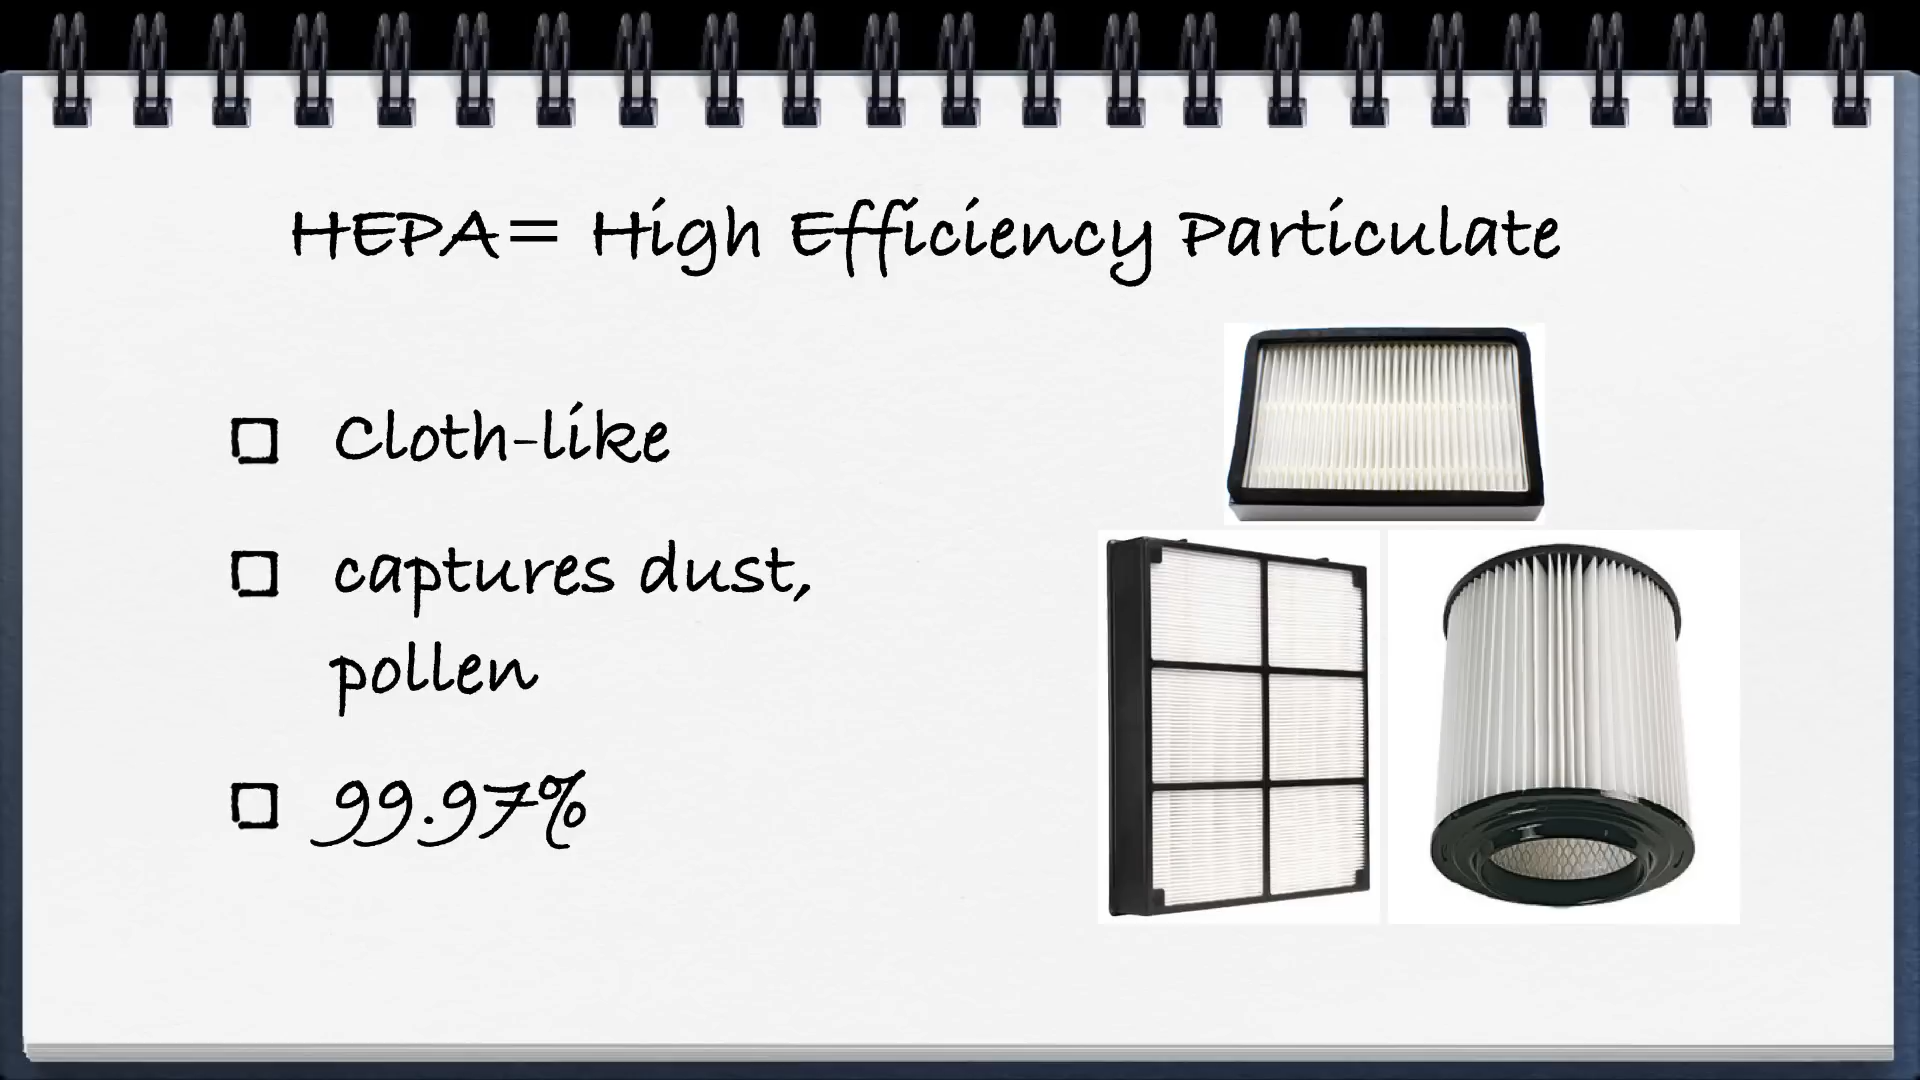 HEPA= High Efficiency Particulate
Cloth-like
captures dust,
pollen
99.97%